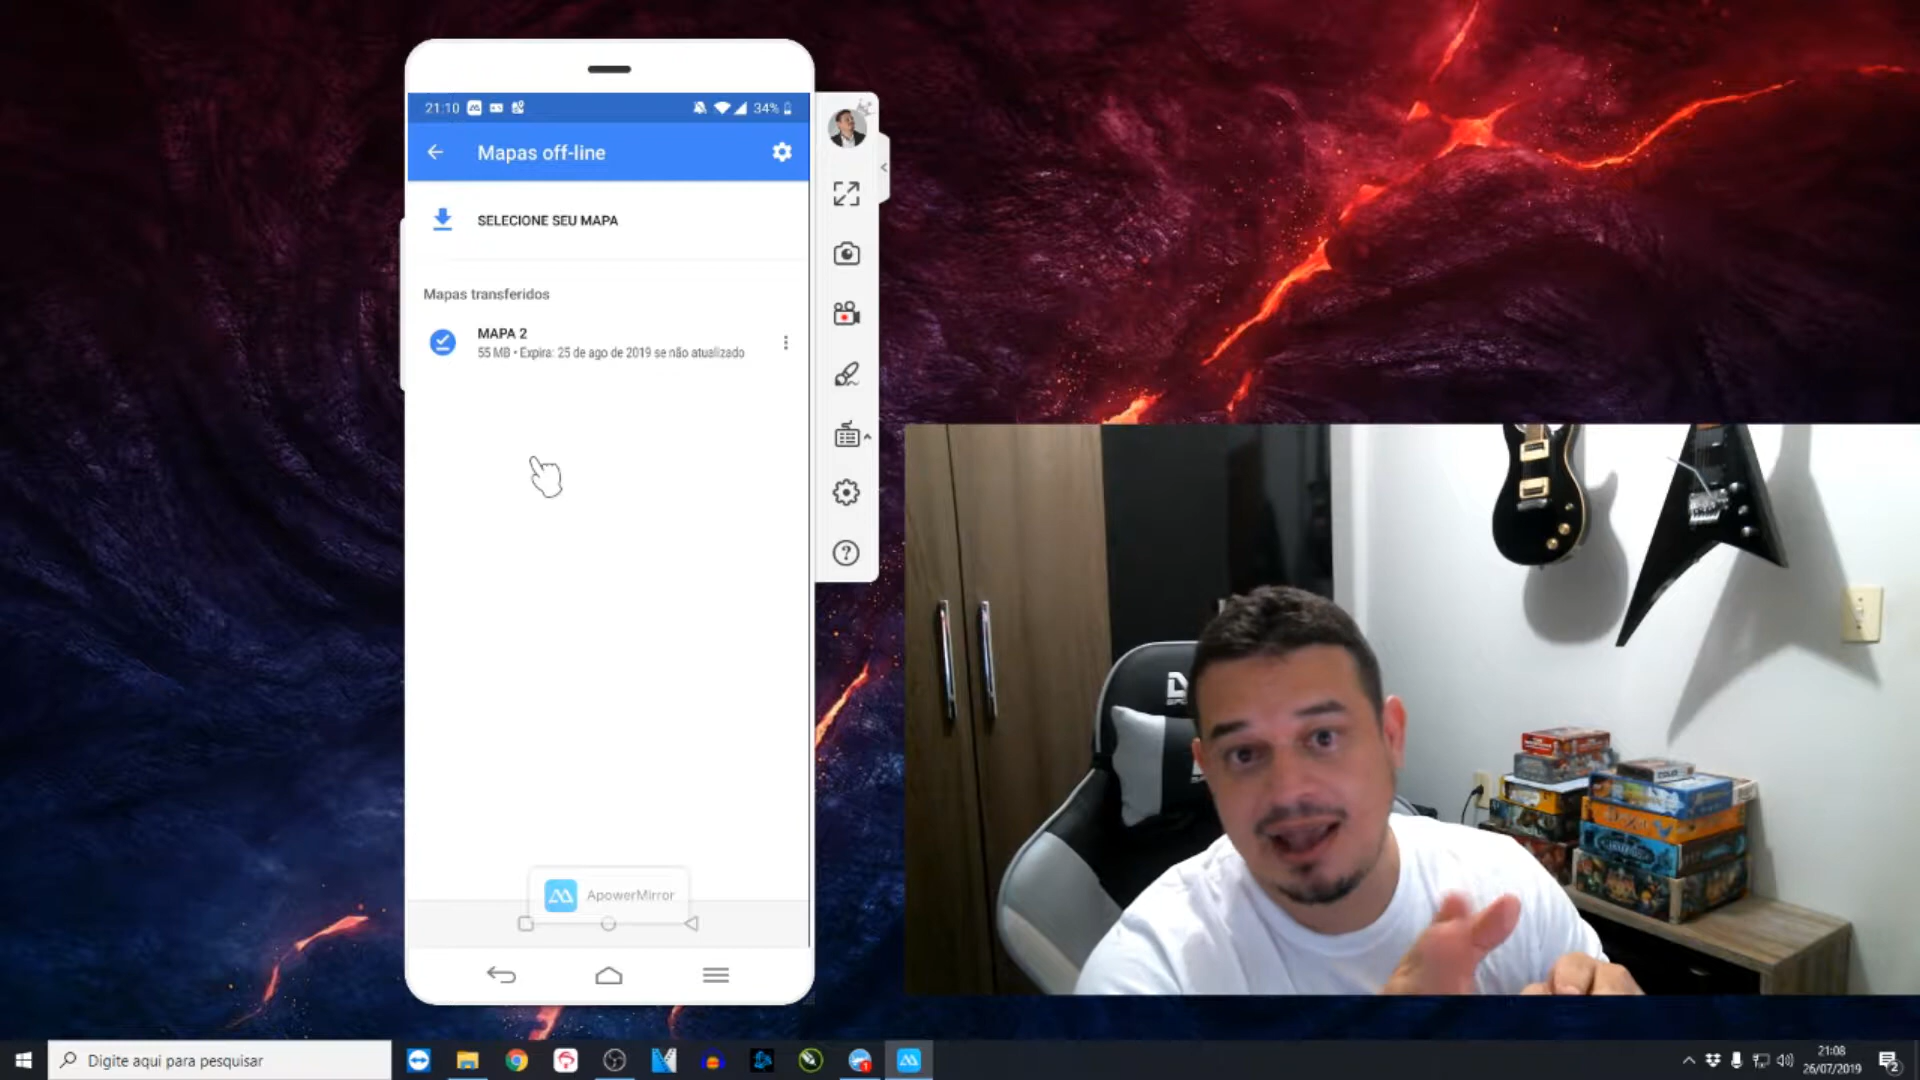 21:10
34%
Mapas off-line
SELECIONE SEU MAPA
Mapas transferidos
MAPA 2
55 MB • Expira: 25 de ago de 2019 se não atualizado
ApowerMirror
Digite aqui para pesquisar
21:08
26/07/2019
2